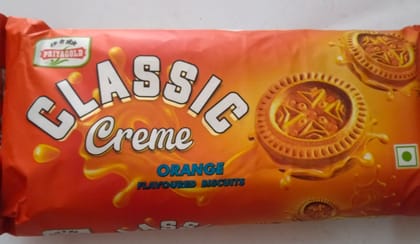 PRIYAGOLD
CLASSIC
Creme
ORANGE
FLAVOURED BISCUITS